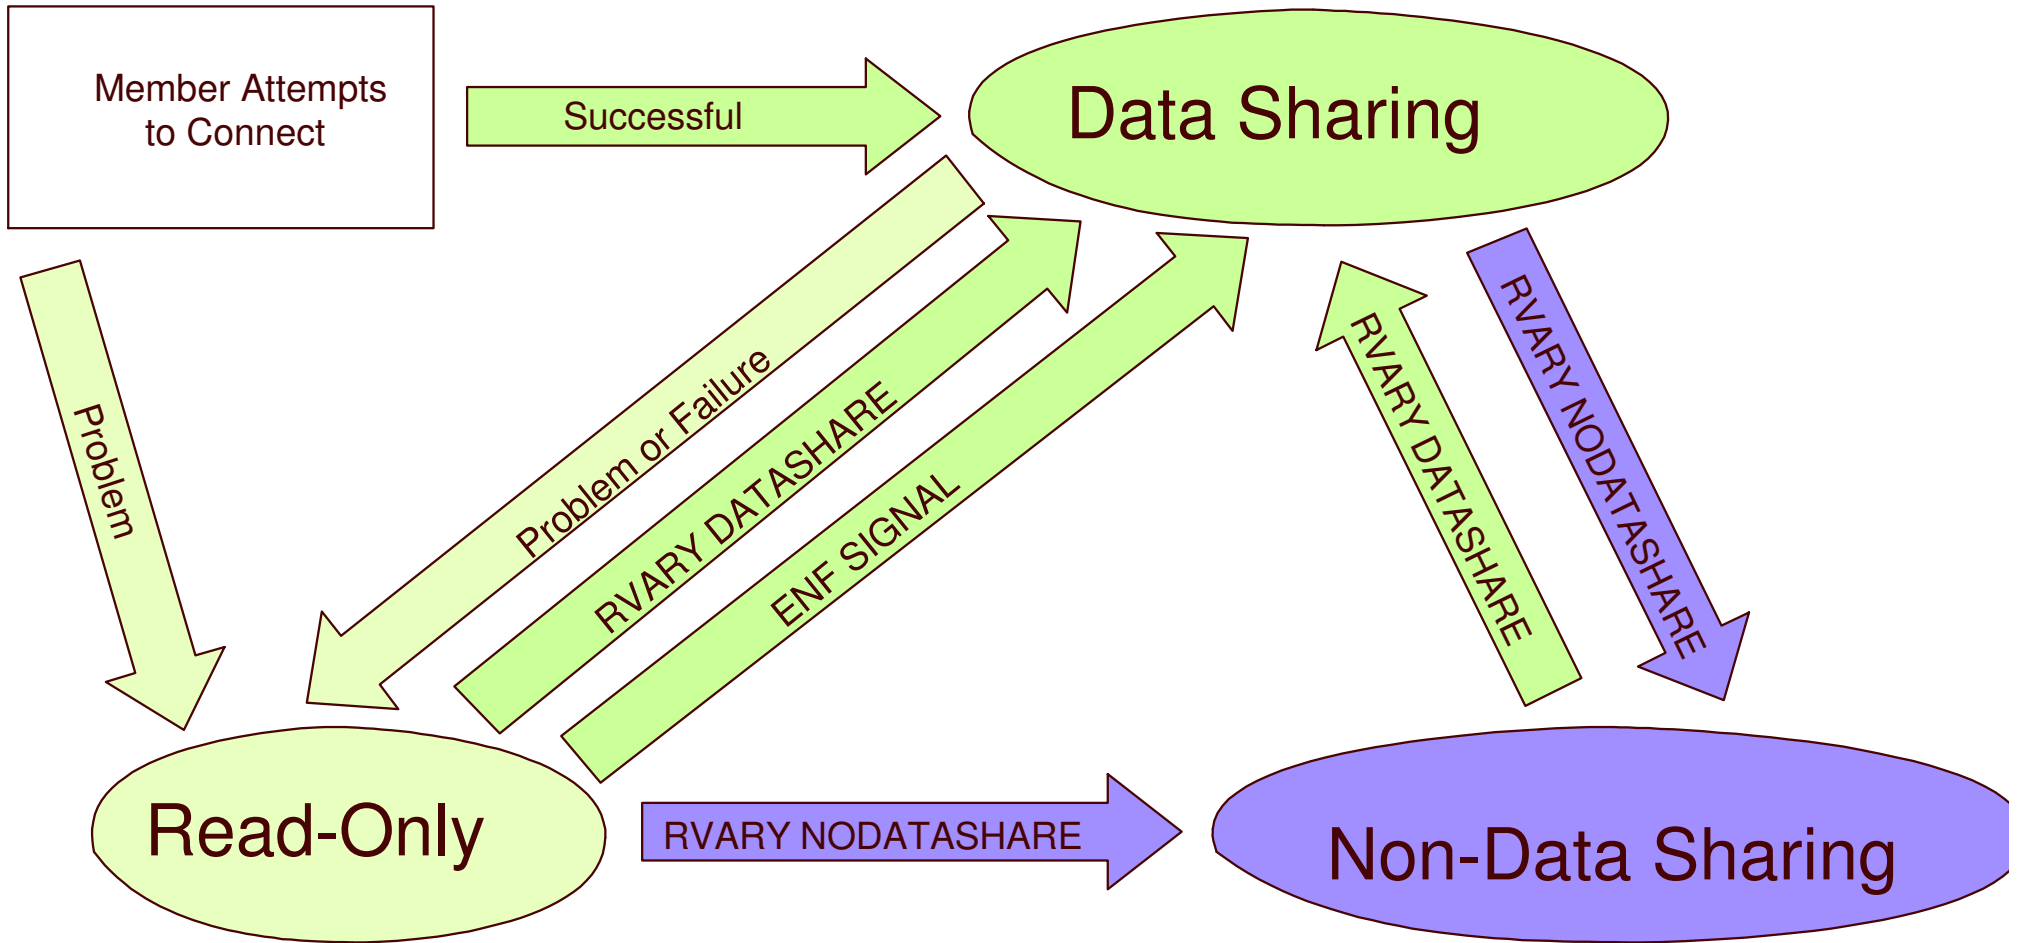 Member Attempts
to Connect
Successful
Data Sharing
Problem
Problem or Failure
RVARY DATASHARE
ENF SIGNAL
RVARY DATASHARE
RVARY NODATASHARE
Read-Only
RVARY NODATASHARE
Non-Data Sharing